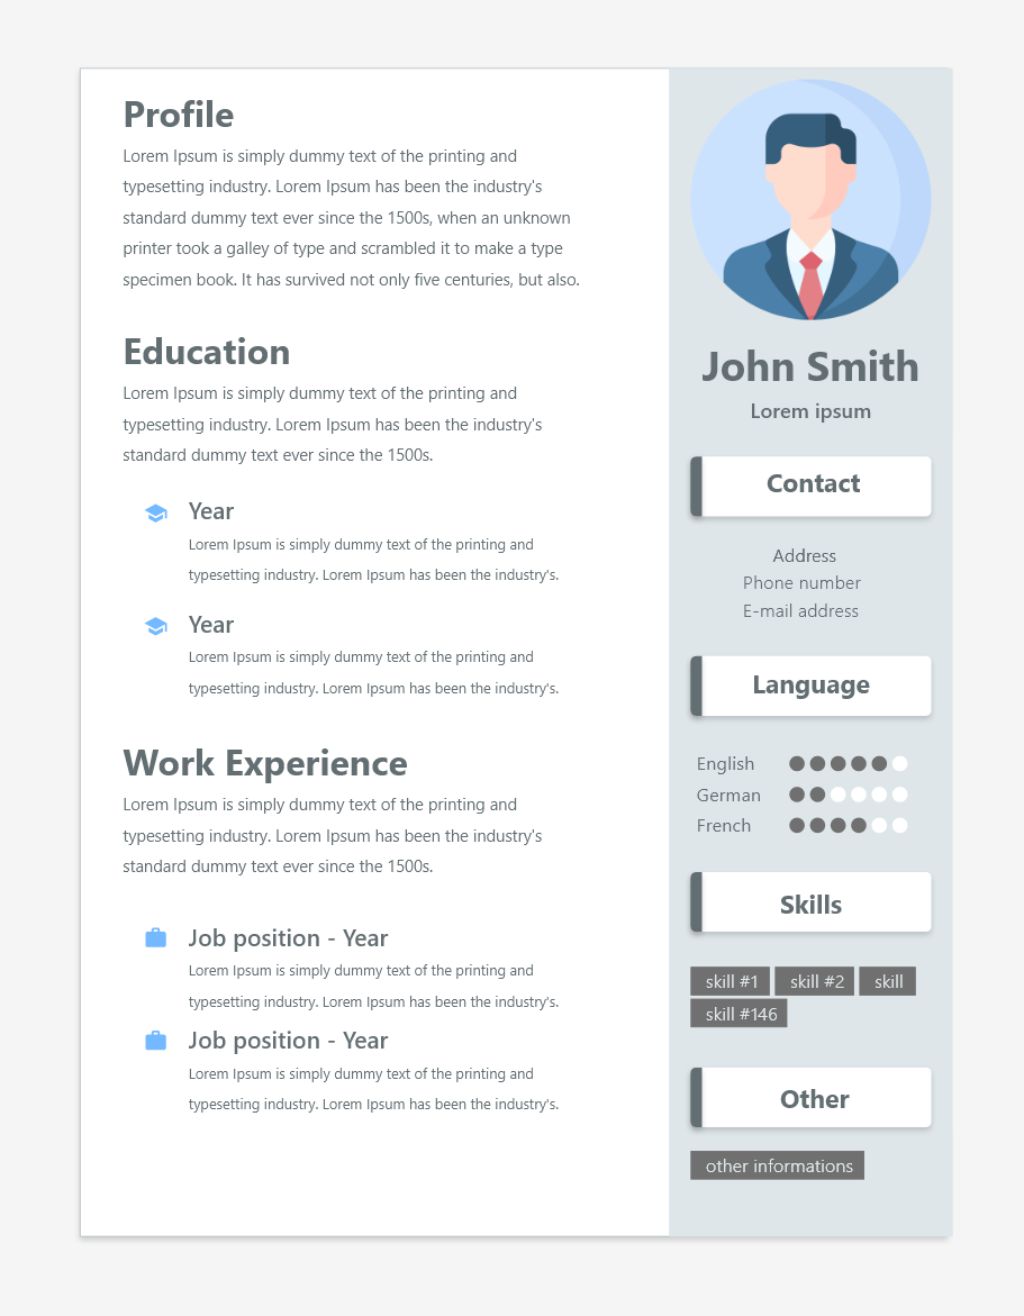 Profile
Lorem Ipsum is simply dummy text of the printing and
typesetting industry. Lorem Ipsum has been the industry's
standard dummy text ever since the 1500s, when an unknown
printer took a galley of type and scrambled it to make a type
specimen book. It has survived not only five centuries, but also.
Education
Lorem Ipsum is simply dummy text of the printing and
typesetting industry. Lorem Ipsum has been the industry's
standard dummy text ever since the 1500s.
Year
Lorem Ipsum is simply dummy text of the printing and
typesetting industry. Lorem Ipsum has been the industry's.
Year
Lorem Ipsum is simply dummy text of the printing and
typesetting industry. Lorem Ipsum has been the industry's.
Work Experience
Lorem Ipsum is simply dummy text of the printing and
typesetting industry. Lorem Ipsum has been the industry's
standard dummy text ever since the 1500s.
Job position - Year
Lorem Ipsum is simply dummy text of the printing and
typesetting industry. Lorem Ipsum has been the industry's.
Job position - Year
Lorem Ipsum is simply dummy text of the printing and
typesetting industry. Lorem Ipsum has been the industry's.
John Smith
Lorem ipsum
Contact
Address
Phone number
E-mail address
Language
English
German
French
Skills
skill #1 skill #2 skill
skill #146
Other
other informations